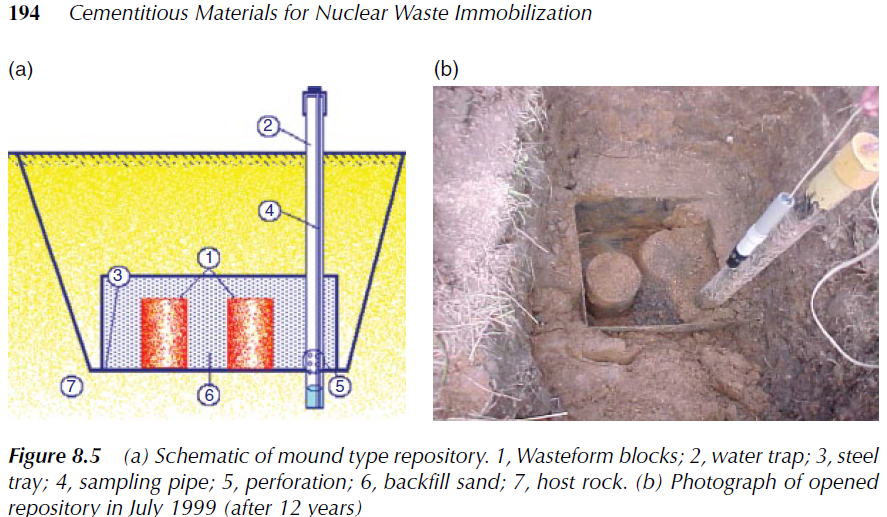 194 Cementitious Materials for Nuclear Waste Immobilization
(a)
(b)
2
4
1
3
7
6
5
Figure 8.5 (a) Schematic of mound type repository. 1, Wasteform blocks; 2, water trap; 3, steel
tray; 4, sampling pipe; 5, perforation; 6, backfill sand; 7, host rock. (b) Photograph of opened
repository in July 1999 (after 12 years)